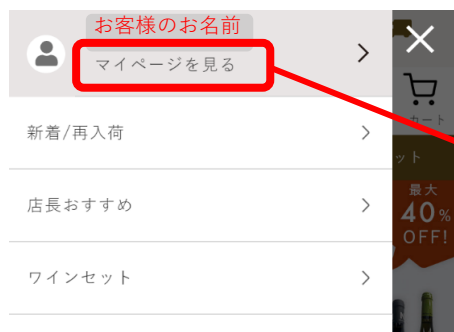 お客様のお名前
マイページを見る
カート
新着/再入荷
ット
店長おすすめ
最大
40%
OFF!
ワインセット